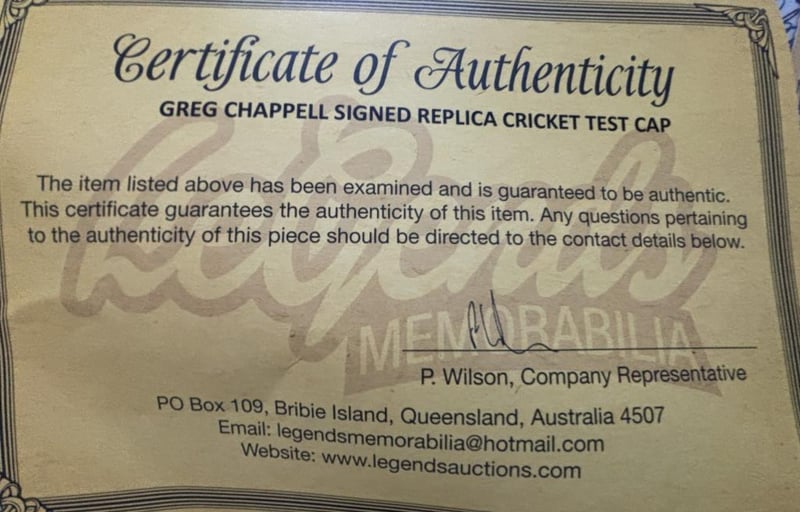 Certificate of Authenticity
GREG CHAPPELL SIGNED REPLICA CRICKET TEST CAP
The item listed above has been examined and is guaranteed to be authentic.
This certificate guarantees the authenticity of this item. Any questions pertaining
to the authenticity of this piece should be directed to the contact details below.
Legends
MEMORABILIA
P. Wilson, Company Representative
PO Box 109, Bribie Island, Queensland, Australia 4507
Email: legendsmemorabilia@hotmail.com
Website: www.legendsauctions.com